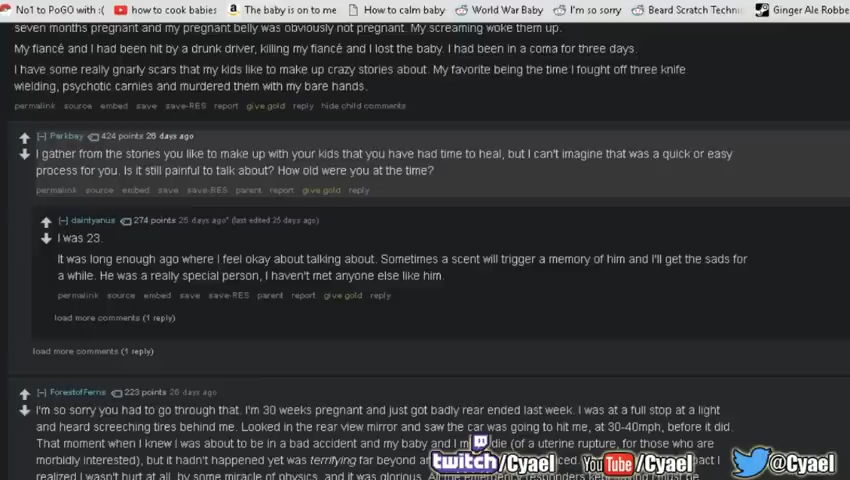 No1 to PoGO with :( how to cook babies The baby is on to me How to calm baby World War Baby I'm so sorry Beard Scratch Techni Ginger Ale Robbe
seven months pregnant and my pregnant belly was obviously not pregnant. My screaming woke them up.
My fiancé and I had been hit by a drunk driver, killing my fiancé and I lost the baby. I had been in a coma for three days.
I have some really gnarly scars that my kids like to make up crazy stories about. My favorite being the time I fought off three knife
wielding, psychotic carnies and murdered them with my bare hands.
permalink source embed save save-RES report give gold reply hide child comments
[–] Parkbay 424 points 26 days ago
I gather from the stories you like to make up with your kids that you have had time to heal, but I can't imagine that was a quick or easy
process for you. Is it still painful to talk about? How old were you at the time?
permalink source embed save save-RES parent report give gold reply
[–] daintyanus 274 points 25 days ago* (last edited 25 days ago)
I was 23.
It was long enough ago where I feel okay about talking about. Sometimes a scent will trigger a memory of him and I'll get the sads for
a while. He was a really special person, I haven't met anyone else like him.
permalink source embed save save-RES parent report give gold reply
load more comments (1 reply)
load more comments (1 reply)
[–] ForestofFerns 223 points 26 days ago
I'm so sorry you had to go through that. I'm 30 weeks pregnant and just got badly rear ended last week. I was at a full stop at a light
and heard screeching tires behind me. Looked in the rear view mirror and saw the car was going to hit me, at 30-40mph, before it did.
That moment when I knew I was about to be in a bad accident and my baby and I die (of a uterine rupture, for those who are
morbidly interested), but it hadn't happened yet was terrifying far beyond
twitch/Cyael YouTube/Cyael @Cyael
realized I wasn't hurt at all, by some miracle of physics, and it was glorious. All